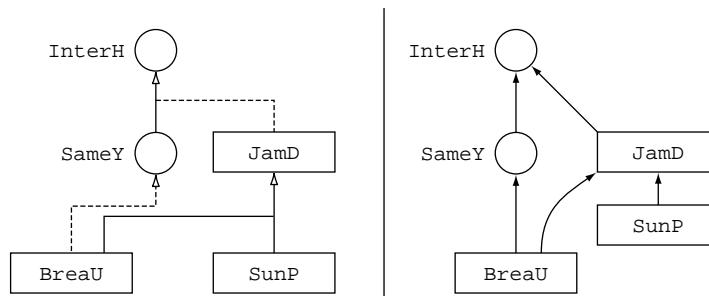 InterH
SameY
JamD
BreaU
SunP
InterH
SameY
JamD
SunP
BreaU